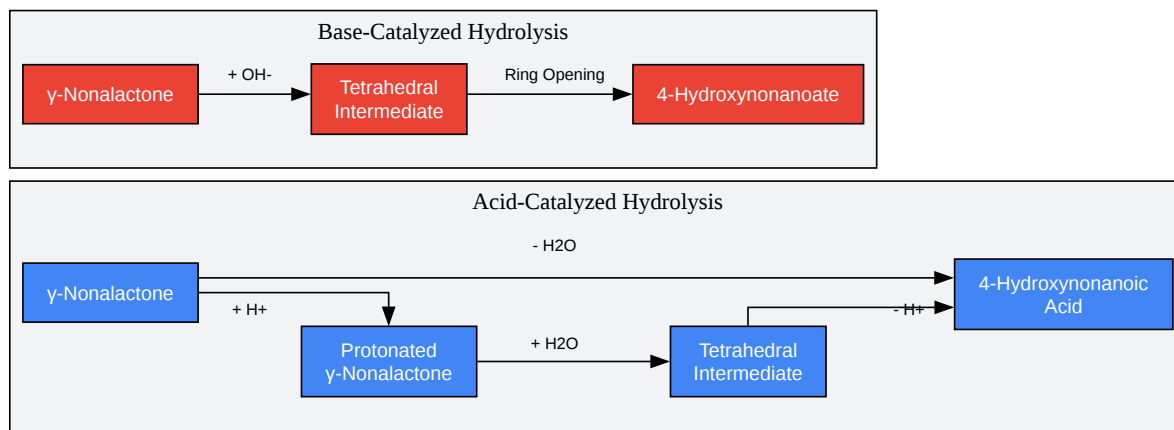 Base-Catalyzed Hydrolysis
γ-Nonalactone
+ OH-
Tetrahedral
Intermediate
Ring Opening
4-Hydroxynonanoate
Acid-Catalyzed Hydrolysis
γ-Nonalactone
- H2O
4-Hydroxynonanoic
Acid
+ H+
Protonated
γ-Nonalactone
+ H2O
Tetrahedral
Intermediate
- H+